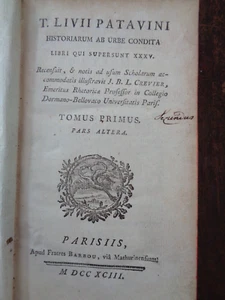 T. LIVII PATAVINI
HISTORIARUM AB URBE CONDITA
LIBRI QUI SUPERSUNT XXXV.
Recensuit, & notis ad usum Scholarum ac-
commodatis illustravit J. B. L. CREVIER,
Emeritus Rhetoricæ Professor in Collegio
Dormano-Bellovaco Universitatis Paris.
TOMUS PRIMUS.
PARS ALTERA.
PARISIIS,
Apud Fratres BARBOU, via Mathurinensium.
M DCC XCIII.